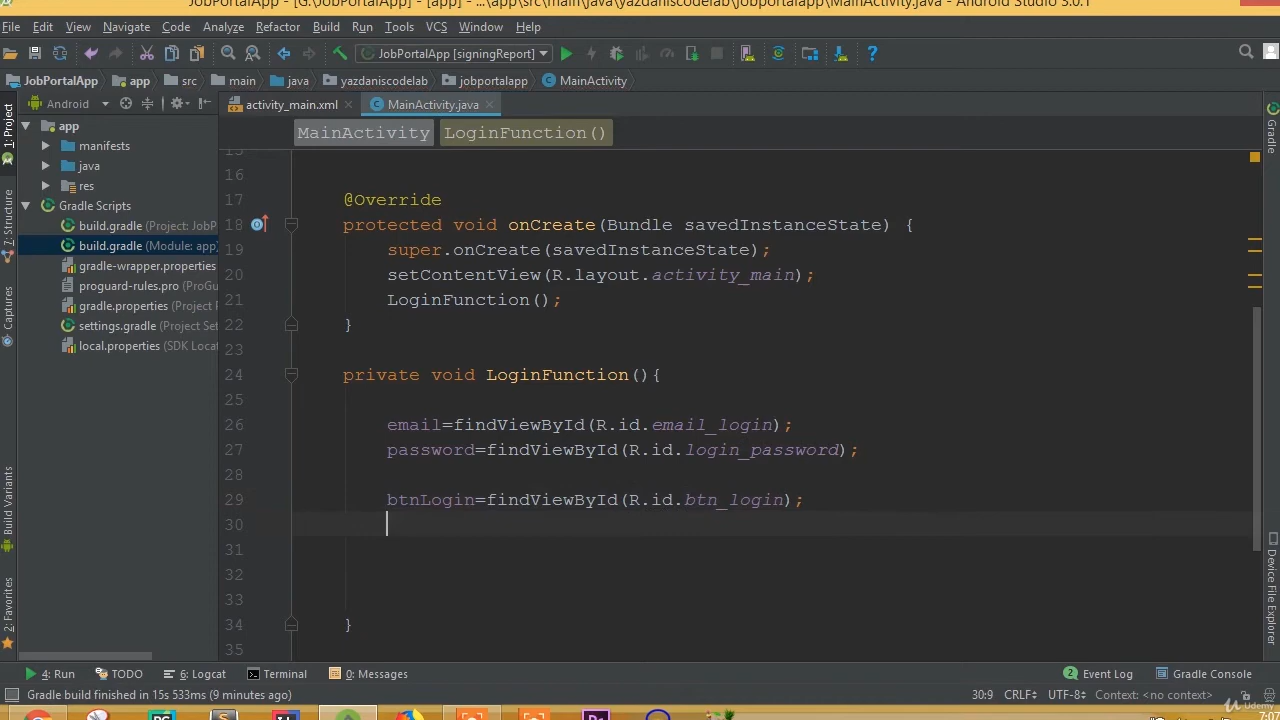 JobPortalApp - [G:\JobPortalApp] - [app] - ...\app\src\main\java\yazdaniscodelab\jobportalapp\MainActivity.java - Android Studio 3.0.1
File Edit View Navigate Code Analyze Refactor Build Run Tools VCS Window Help
JobPortalApp [signingReport]
JobPortalApp app src main java yazdaniscodelab jobportalapp MainActivity
Android
activity_main.xml
MainActivity.java
MainActivity LoginFunction()
1: Project
Z: Structure
Captures
Build Variants
2: Favorites
app
manifests
java
res
Gradle Scripts
build.gradle (Project: JobP
build.gradle (Module: app)
gradle-wrapper.properties
proguard-rules.pro (ProGu
gradle.properties (Project P
settings.gradle (Project Set
local.properties (SDK Locat
15
16
17 @Override
18 protected void onCreate(Bundle savedInstanceState) {
19 super.onCreate(savedInstanceState);
20 setContentView(R.layout.activity_main);
21 LoginFunction();
22 }
23
24 private void LoginFunction(){
25
26 email=findViewById(R.id.email_login);
27 password=findViewById(R.id.login_password);
28
29 btnLogin=findViewById(R.id.btn_login);
30
31
32
33
34 }
35
Gradle
Device File Explorer
4: Run TODO 6: Logcat Terminal 0: Messages 2 Event Log Gradle Console
Gradle build finished in 15s 533ms (9 minutes ago) 30:9 CRLF UTF-8 Context: <no context>
Udemy